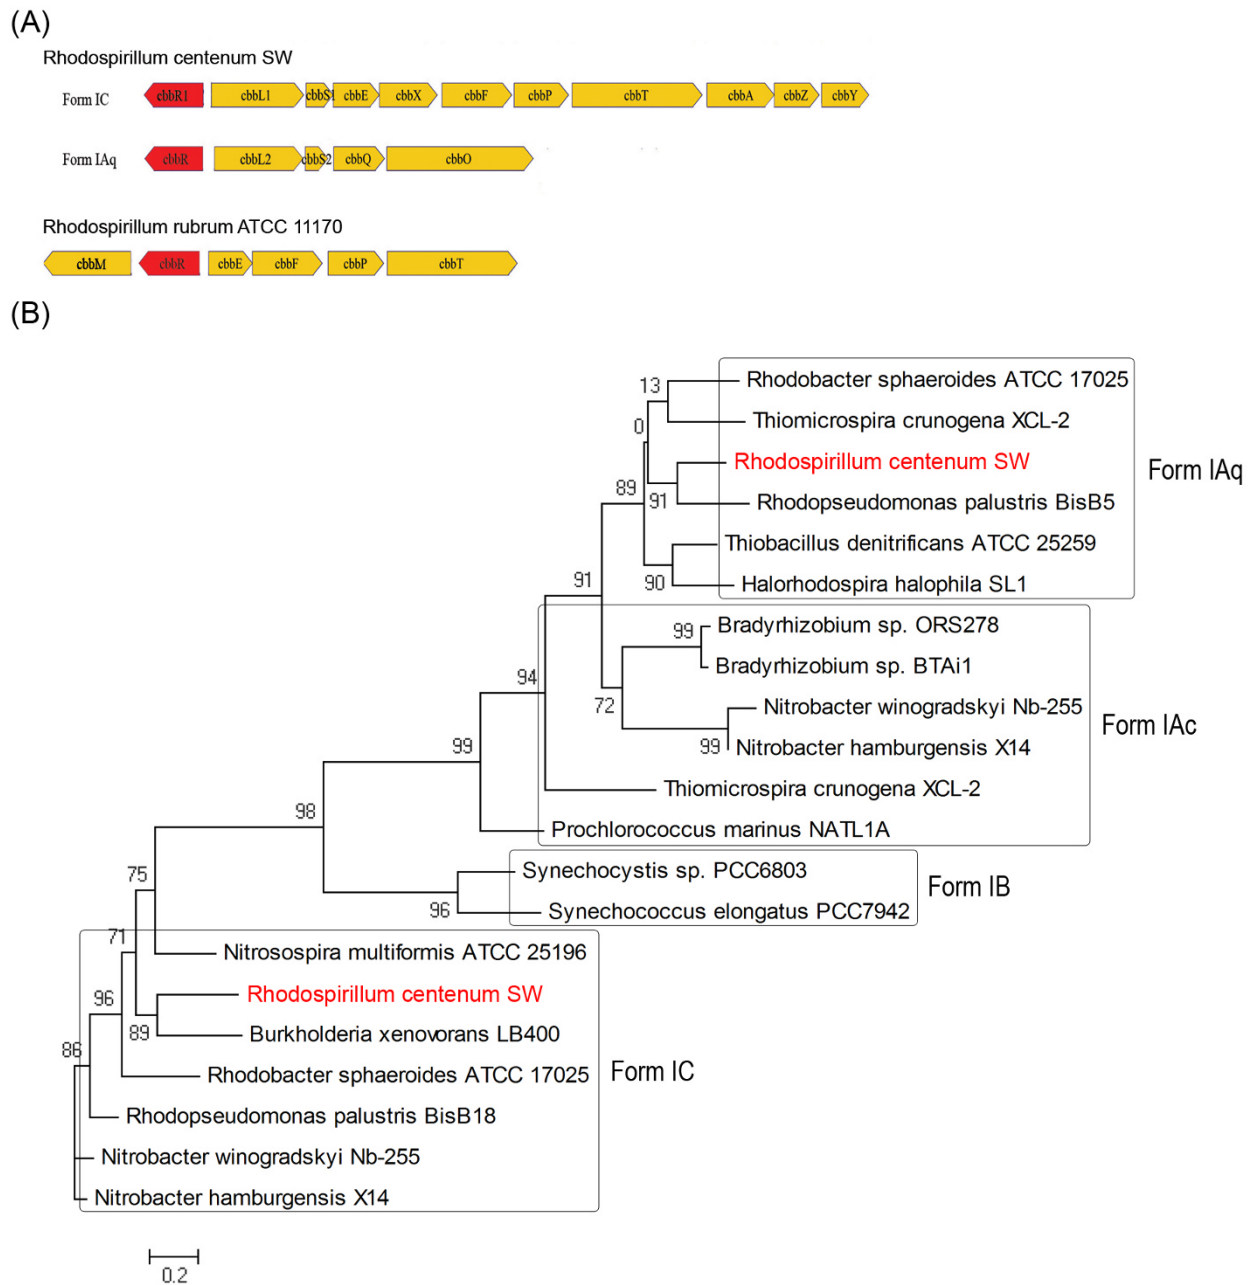 (A)
Rhodospirillum centenum SW
Form IC
cbbR1 cbbL1 cbbS1 cbbE cbbX cbbF cbbP cbbT cbbA cbbZ cbbY
Form IAq
cbbR cbbL2 cbbS2 cbbQ cbbO
Rhodospirillum rubrum ATCC 11170
cbbM cbbR cbbE cbbF cbbP cbbT
(B)
13
Rhodobacter sphaeroides ATCC 17025
Thiomicrospira crunogena XCL-2
0
Rhodospirillum centenum SW
Form IAq
89
91
Rhodopseudomonas palustris BisB5
Thiobacillus denitrificans ATCC 25259
90
Halorhodospira halophila SL1
91
Bradyrhizobium sp. ORS278
99
Bradyrhizobium sp. BTAi1
94
72
Nitrobacter winogradskyi Nb-255
Form IAc
99
Nitrobacter hamburgensis X14
99
Thiomicrospira crunogena XCL-2
98
Prochlorococcus marinus NATL1A
Synechocystis sp. PCC6803
75
Form IB
96
Synechococcus elongatus PCC7942
71
Nitrosospira multiformis ATCC 25196
96
Rhodospirillum centenum SW
89
Burkholderia xenovorans LB400
86
Rhodobacter sphaeroides ATCC 17025
Form IC
Rhodopseudomonas palustris BisB18
Nitrobacter winogradskyi Nb-255
Nitrobacter hamburgensis X14
0.2